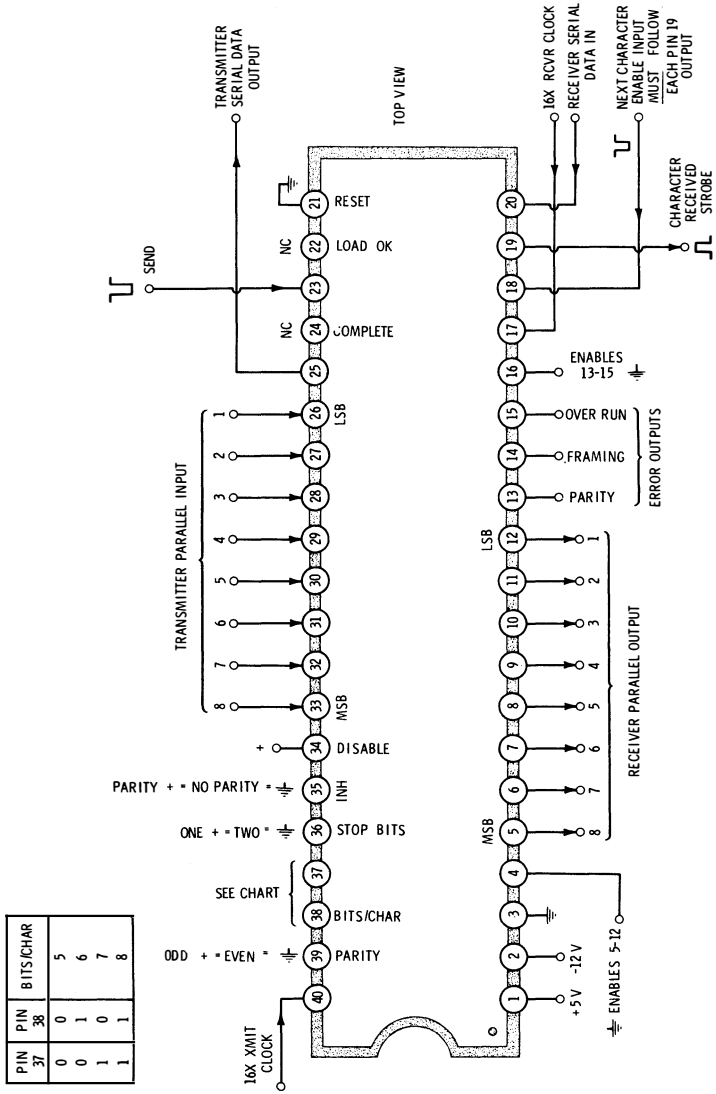 PIN 37 PIN 38 BITS/CHAR
0 0 5
0 1 6
1 0 7
1 1 8
16X XMIT
CLOCK
ODD + = EVEN =
SEE CHART
ONE + = TWO =
PARITY + = NO PARITY =
+
TRANSMITTER PARALLEL INPUT
8 7 6 5 4 3 2 1
NC
SEND
NC
TRANSMITTER
SERIAL DATA
OUTPUT
40 39 38 37 36 35 34 33 32 31 30 29 28 27 26 25 24 23 22 21
PARITY
BITS/CHAR
STOP BITS
INH
DISABLE
MSB
LSB
COMPLETE
LOAD OK
RESET
TOP VIEW
MSB
LSB
1 2 3 4 5 6 7 8 9 10 11 12 13 14 15 16 17 18 19 20
+5V
-12V
ENABLES 5-12
8 7 6 5 4 3 2 1
RECEIVER PARALLEL OUTPUT
PARITY
FRAMING
OVER RUN
ERROR OUTPUTS
ENABLES
13-15
16X RCVR CLOCK
RECEIVER SERIAL
DATA IN
NEXT CHARACTER
ENABLE INPUT
MUST FOLLOW
EACH PIN 19
OUTPUT
CHARACTER
RECEIVED
STROBE